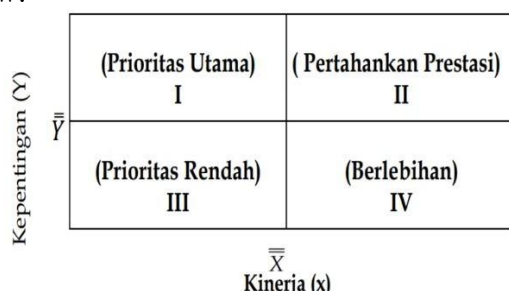 (Prioritas Utama)
I
( Pertahankan Prestasi)
II
Kepentingan (Y)
Y̿
(Prioritas Rendah)
III
(Berlebihan)
IV
X̿
Kinerja (x)